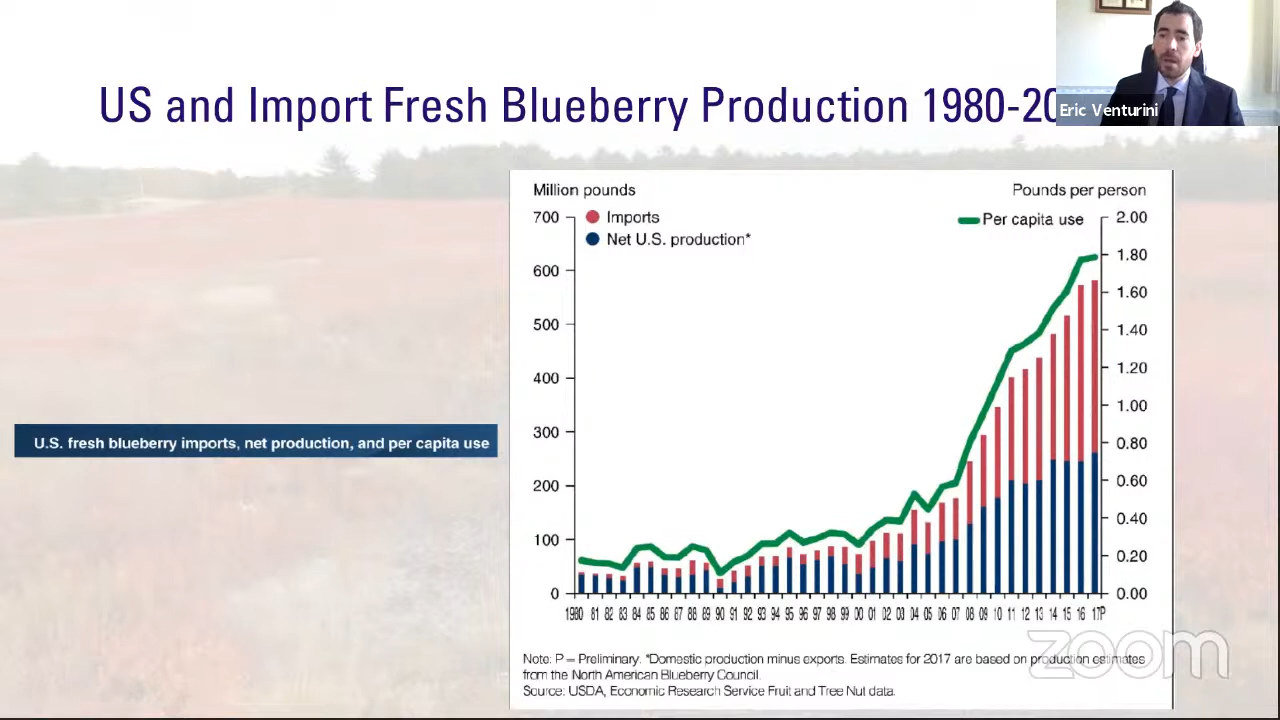 US and Import Fresh Blueberry Production 1980-20
Eric Venturini
Million pounds
Pounds per person
700
600
500
400
300
200
100
0
Imports
Net U.S. production*
Per capita use
2.00
1.80
1.60
1.40
1.20
1.00
0.80
0.60
0.40
0.20
0.00
U.S. fresh blueberry imports, net production, and per capita use
1980 81 82 83 84 85 86 87 88 89 90 91 92 93 94 95 96 97 98 99 00 01 02 03 04 05 06 07 08 09 10 11 12 13 14 15 16 17P
Note: P = Preliminary. *Domestic production minus exports. Estimates for 2017 are based on production estimates
from the North American Blueberry Council.
Source: USDA, Economic Research Service Fruit and Tree Nut data.
zoom